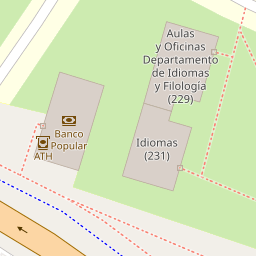 Aulas
y Oficinas
Departamento
de Idiomas
y Filología
(229)
Banco
Popular
ATH
Idiomas
(231)